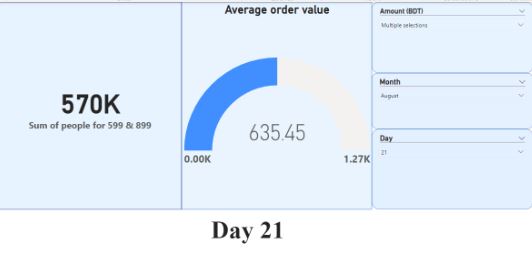 Average order value
570K
Sum of people for 599 & 899
635.45
0.00K
1.27K
Amount (BDT)
Multiple selections
Month
August
Day
21
Day 21